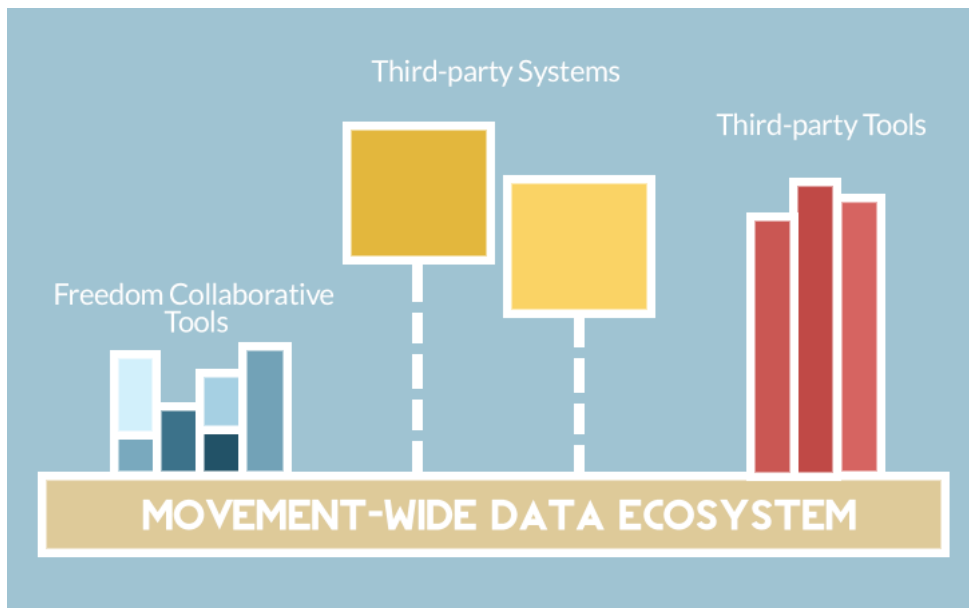 Third-party Systems
Third-party Tools
Freedom Collaborative
Tools
MOVEMENT-WIDE DATA ECOSYSTEM